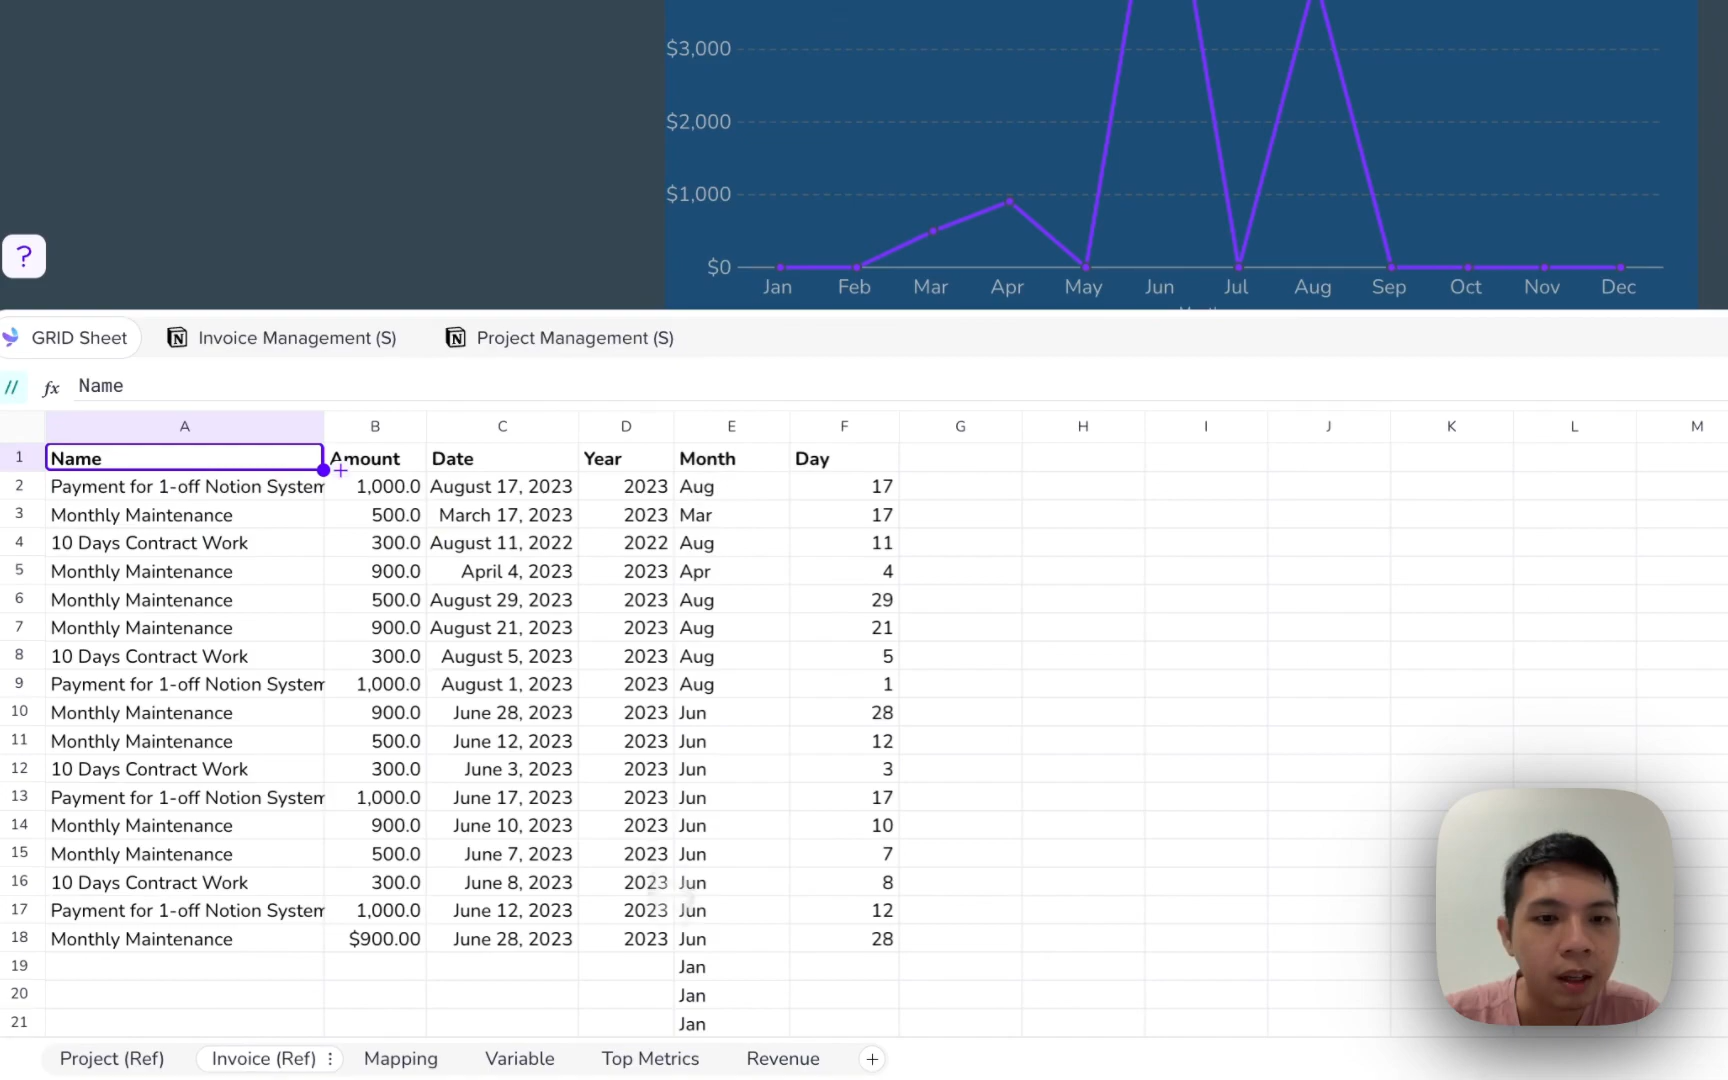 $3,000
$2,000
$1,000
$0
Jan Feb Mar Apr May Jun Jul Aug Sep Oct Nov Dec
?
GRID Sheet Invoice Management (S) Project Management (S)
// fx Name
A B C D E F G H I J K L M
1 Name Amount Date Year Month Day
2 Payment for 1-off Notion System 1,000.0 August 17, 2023 2023 Aug 17
3 Monthly Maintenance 500.0 March 17, 2023 2023 Mar 17
4 10 Days Contract Work 300.0 August 11, 2022 2022 Aug 11
5 Monthly Maintenance 900.0 April 4, 2023 2023 Apr 4
6 Monthly Maintenance 500.0 August 29, 2023 2023 Aug 29
7 Monthly Maintenance 900.0 August 21, 2023 2023 Aug 21
8 10 Days Contract Work 300.0 August 5, 2023 2023 Aug 5
9 Payment for 1-off Notion System 1,000.0 August 1, 2023 2023 Aug 1
10 Monthly Maintenance 900.0 June 28, 2023 2023 Jun 28
11 Monthly Maintenance 500.0 June 12, 2023 2023 Jun 12
12 10 Days Contract Work 300.0 June 3, 2023 2023 Jun 3
13 Payment for 1-off Notion System 1,000.0 June 17, 2023 2023 Jun 17
14 Monthly Maintenance 900.0 June 10, 2023 2023 Jun 10
15 Monthly Maintenance 500.0 June 7, 2023 2023 Jun 7
16 10 Days Contract Work 300.0 June 8, 2023 2023 Jun 8
17 Payment for 1-off Notion System 1,000.0 June 12, 2023 2023 Jun 12
18 Monthly Maintenance $900.00 June 28, 2023 2023 Jun 28
19 Jan
20 Jan
21 Jan
Project (Ref) Invoice (Ref) Mapping Variable Top Metrics Revenue +